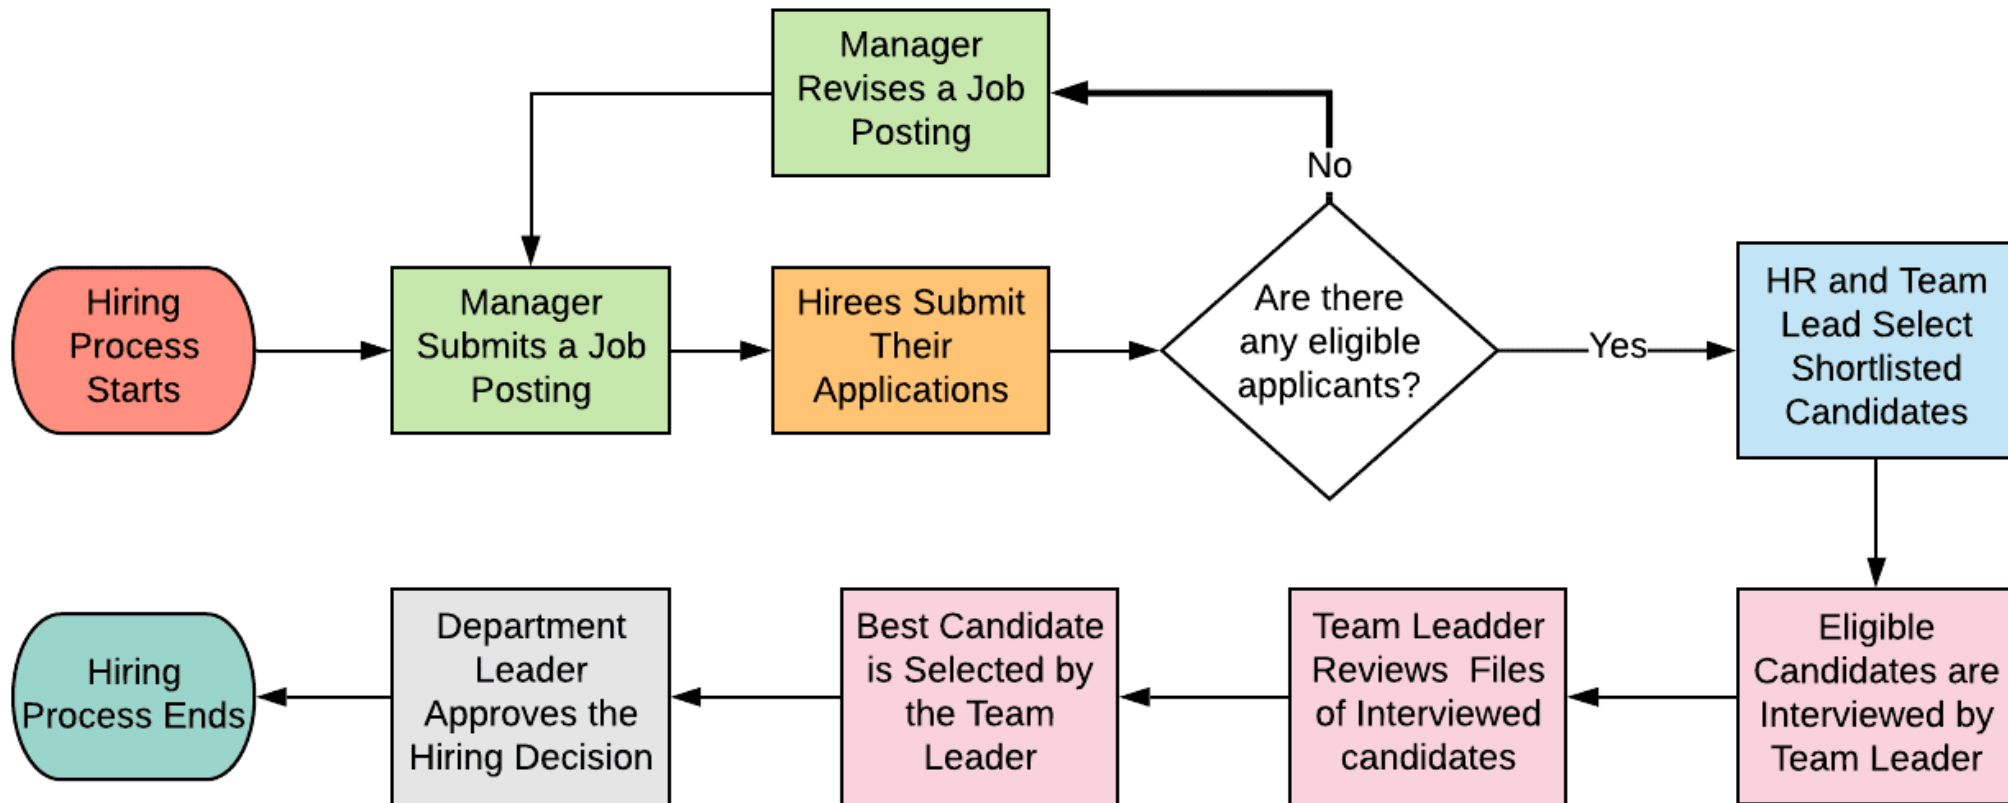 Manager
Revises a Job
Posting
No
Hiring
Process
Starts
Manager
Submits a Job
Posting
Hirees Submit
Their
Applications
Are there
any eligible
applicants?
Yes
HR and Team
Lead Select
Shortlisted
Candidates
Eligible
Candidates are
Interviewed by
Team Leader
Team Leadder
Reviews  Files
of Interviewed
candidates
Best Candidate
is Selected by
the Team
Leader
Department
Leader
Approves the
Hiring Decision
Hiring
Process Ends